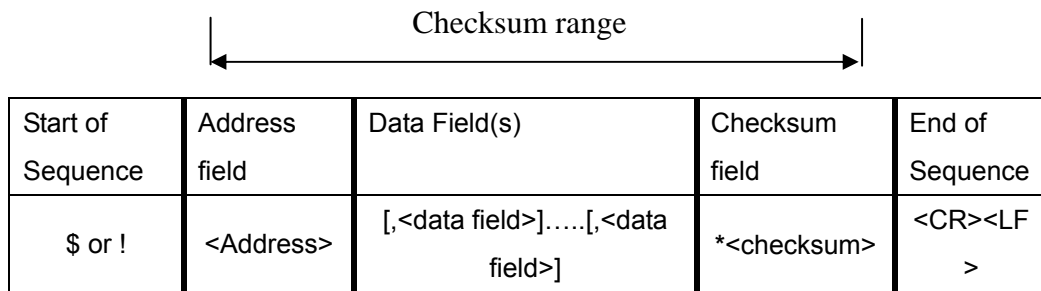 Checksum range
Start of Sequence
Address field
Data Field(s)
Checksum field
End of Sequence
$ or !
<Address>
[,<data field>]…..[,<data field>]
*<checksum>
<CR><LF>